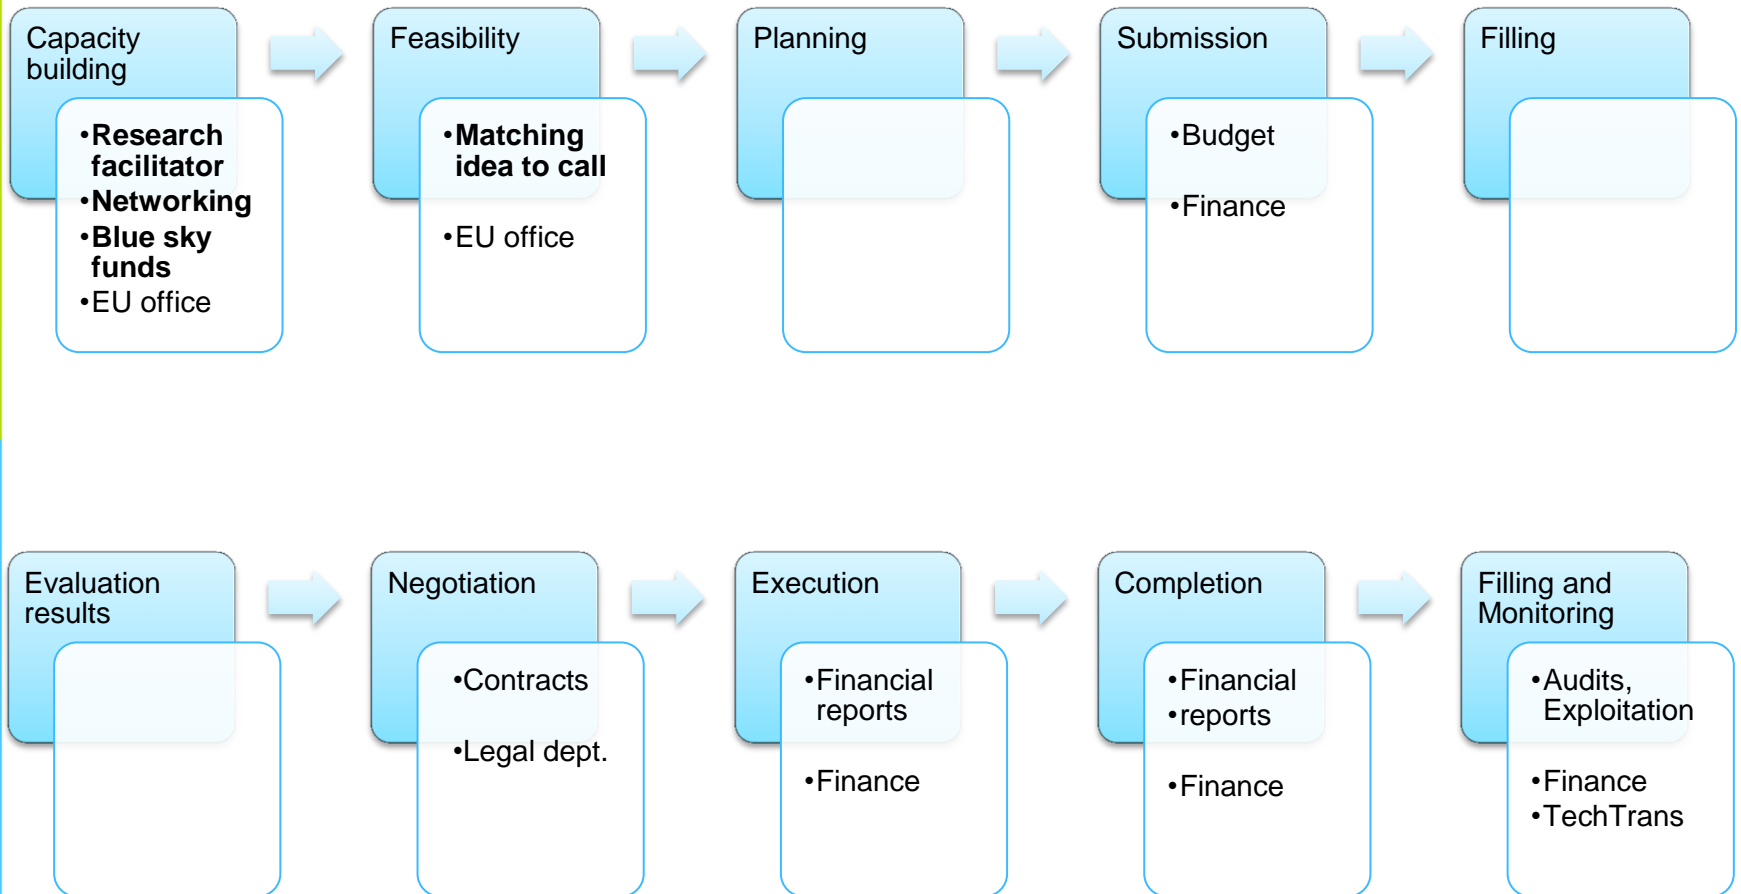 Capacity
building
•Research
facilitator
•Networking
•Blue sky
funds
•EU office
Feasibility
•Matching
idea to call
•EU office
Planning
Submission
•Budget
•Finance
Filling
Evaluation
results
Negotiation
•Contracts
•Legal dept.
Execution
•Financial
reports
•Finance
Completion
•Financial
•reports
•Finance
Filling and
Monitoring
•Audits,
Exploitation
•Finance
•TechTrans